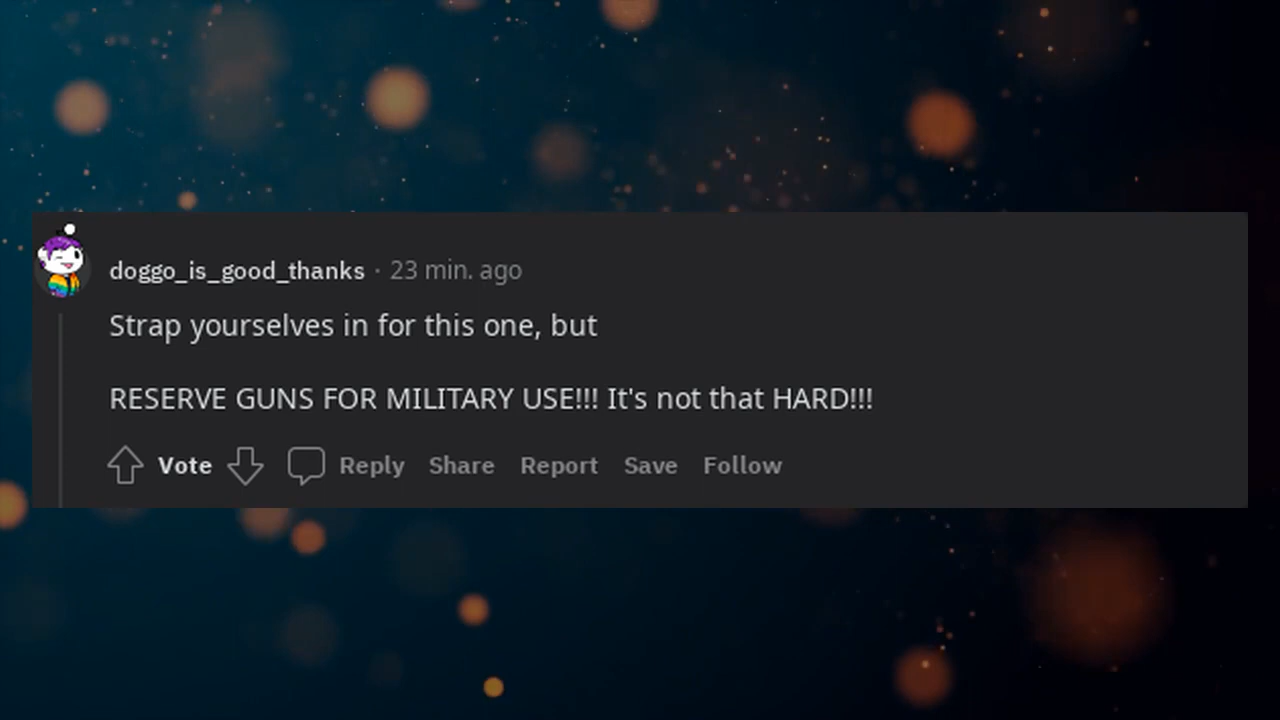 doggo_is_good_thanks · 23 min. ago
Strap yourselves in for this one, but
RESERVE GUNS FOR MILITARY USE!!! It's not that HARD!!!
Vote Reply Share Report Save Follow